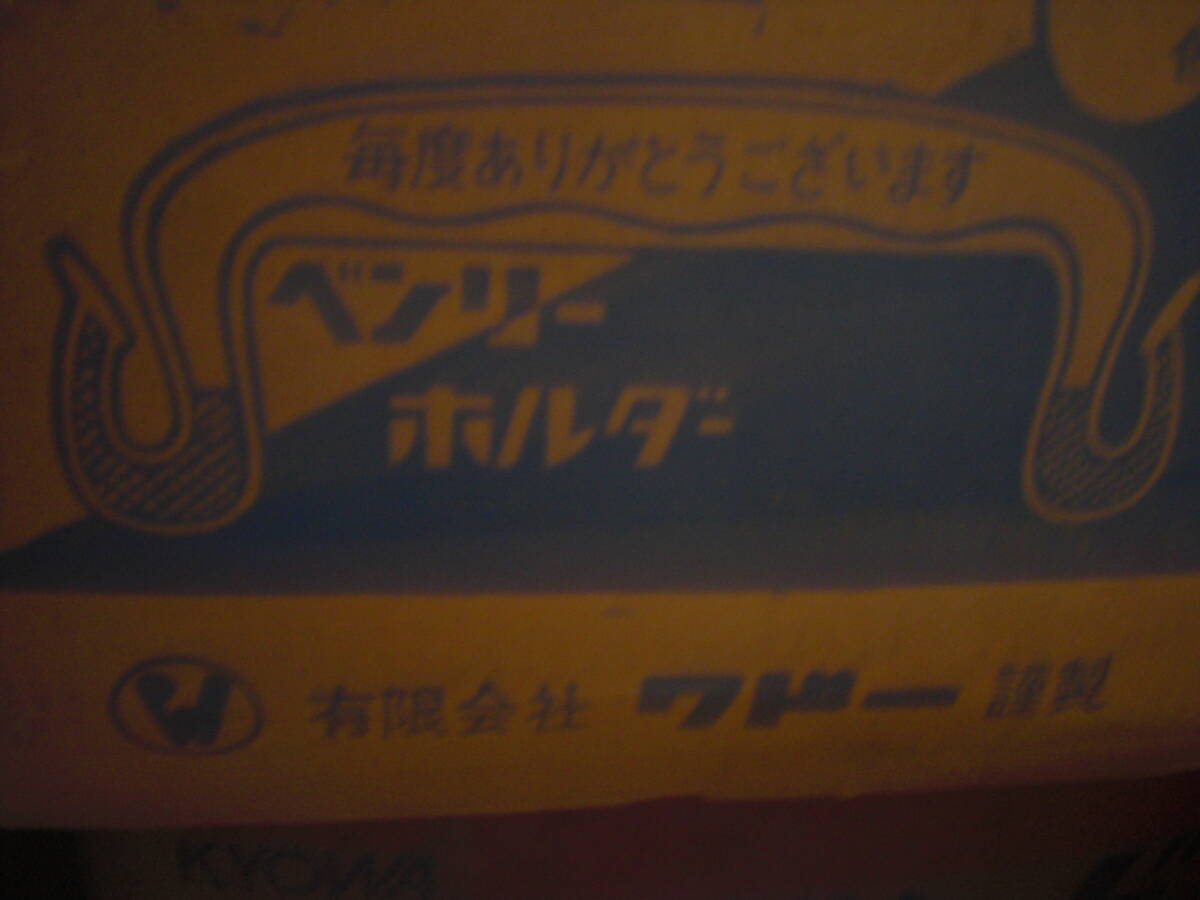 毎度ありがとうございます
ベンリー
ホルダー
有限会社 ワドー 謹製
KYOWA